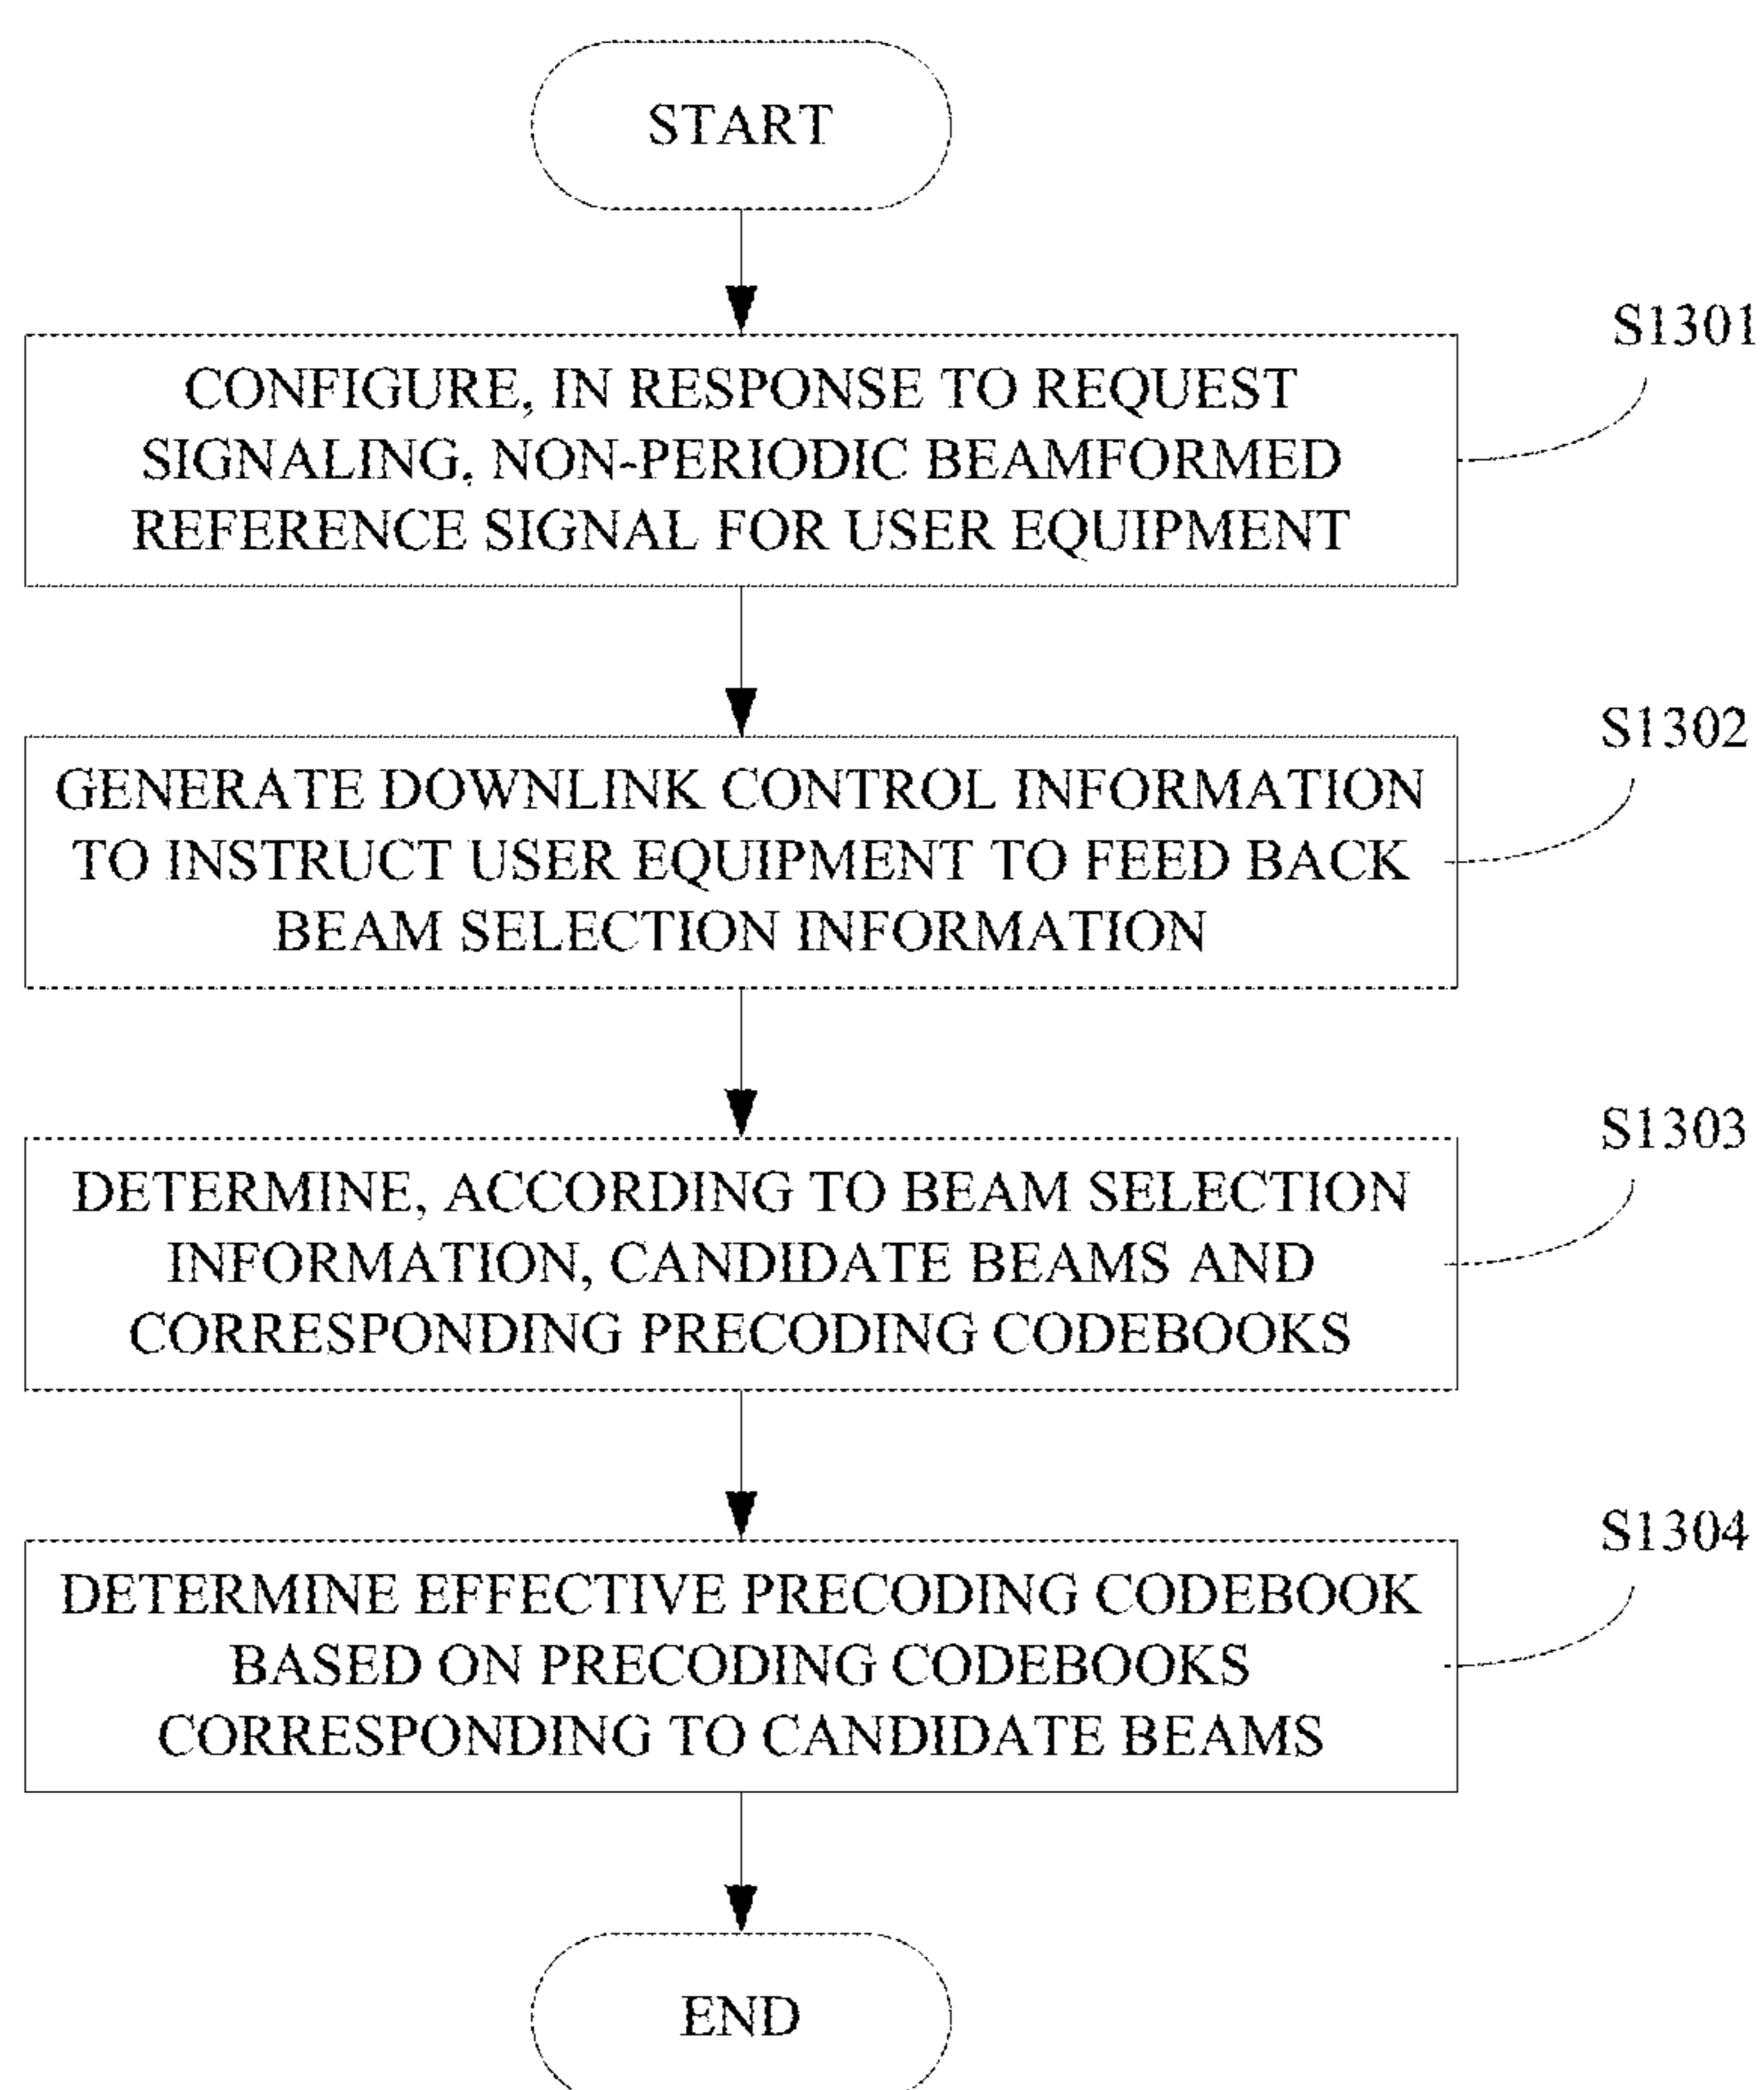 START
S1301
CONFIGURE, IN RESPONSE TO REQUEST
SIGNALING, NON-PERIODIC BEAMFORMED
REFERENCE SIGNAL FOR USER EQUIPMENT
S1302
GENERATE DOWNLINK CONTROL INFORMATION
TO INSTRUCT USER EQUIPMENT TO FEED BACK
BEAM SELECTION INFORMATION
S1303
DETERMINE, ACCORDING TO BEAM SELECTION
INFORMATION, CANDIDATE BEAMS AND
CORRESPONDING PRECODING CODEBOOKS
S1304
DETERMINE EFFECTIVE PRECODING CODEBOOK
BASED ON PRECODING CODEBOOKS
CORRESPONDING TO CANDIDATE BEAMS
END